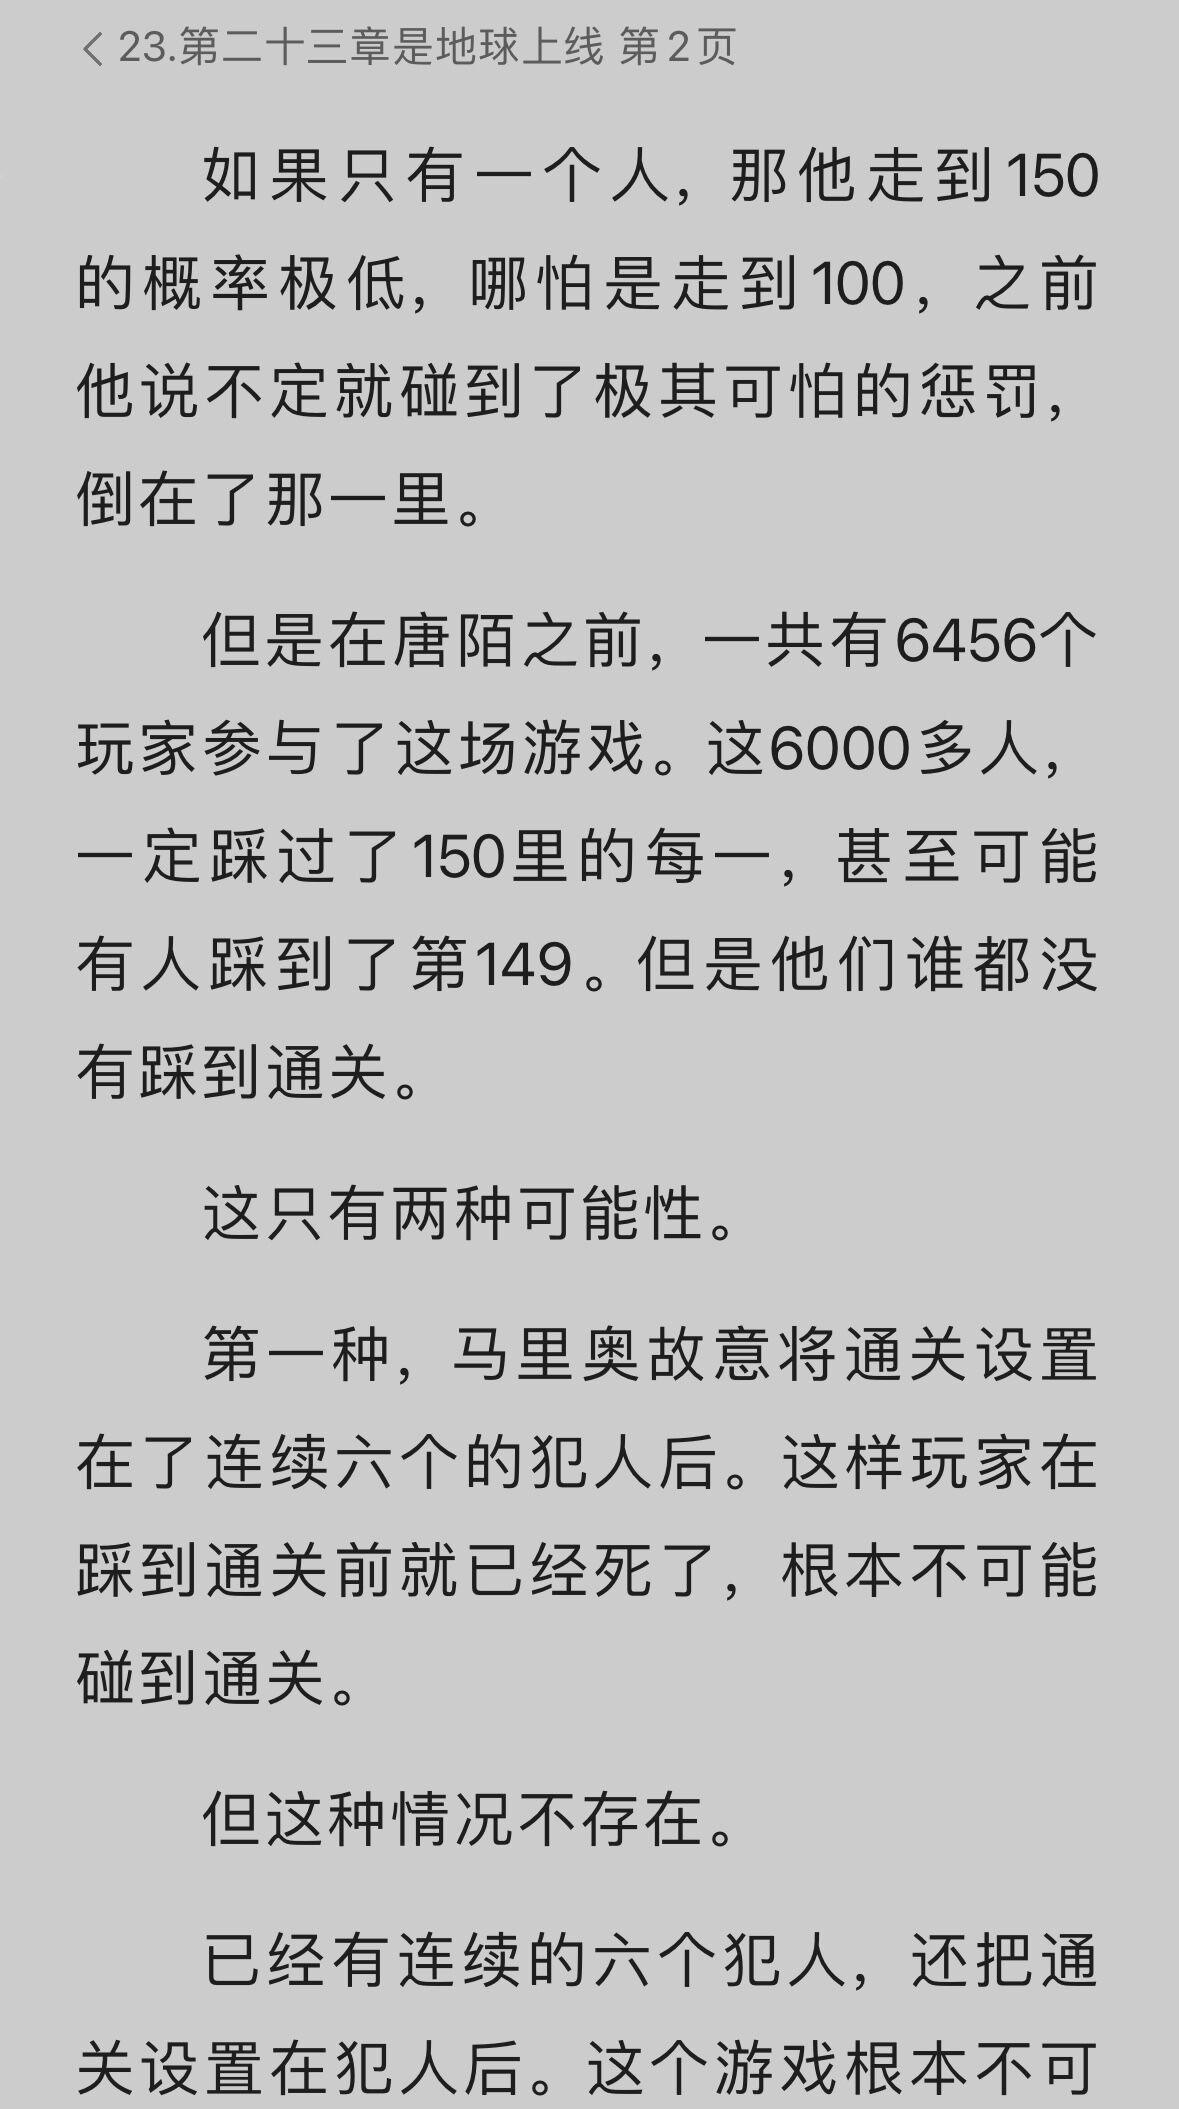 23.第二十三章是地球上线 第2页
如果只有一个人，那他走到150
的概率极低，哪怕是走到100，之前
他说不定就碰到了极其可怕的惩罚，
倒在了那一里。
但是在唐陌之前，一共有6456个
玩家参与了这场游戏。这6000多人，
一定踩过了150里的每一，甚至可能
有人踩到了第149。但是他们谁都没
有踩到通关。
这只有两种可能性。
第一种，马里奥故意将通关设置
在了连续六个的犯人后。这样玩家在
踩到通关前就已经死了，根本不可能
碰到通关。
但这种情况不存在。
已经有连续的六个犯人，还把通
关设置在犯人后。这个游戏根本不可